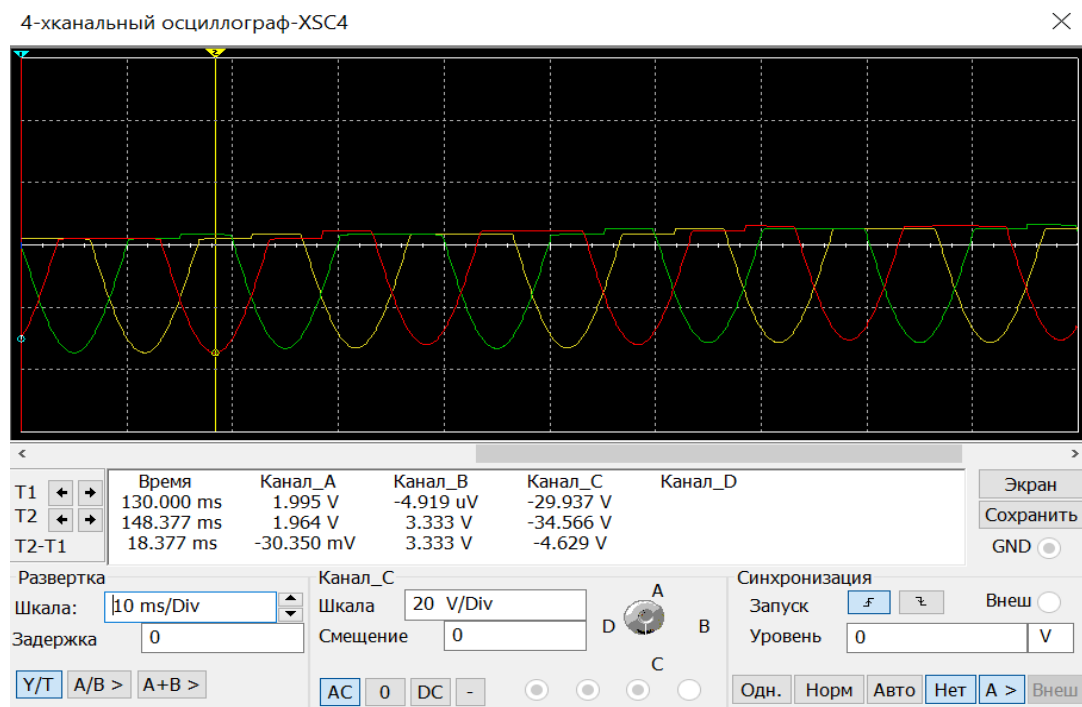 4-хканальный осциллограф-XSC4
1
2
T1
T2
T2-T1
Время Канал_A Канал_B Канал_C Канал_D
130.000 ms 1.995 V -4.919 uV -29.937 V
148.377 ms 1.964 V 3.333 V -34.566 V
18.377 ms -30.350 mV 3.333 V -4.629 V
Экран
Сохранить
GND
Развертка
Шкала: 10 ms/Div
Задержка 0
Y/T A/B > A+B >
Канал_C
Шкала 20 V/Div
Смещение 0
AC 0 DC -
A
D B
C
Синхронизация
Запуск Внеш
Уровень 0 V
Одн. Норм Авто Нет A > Внеш